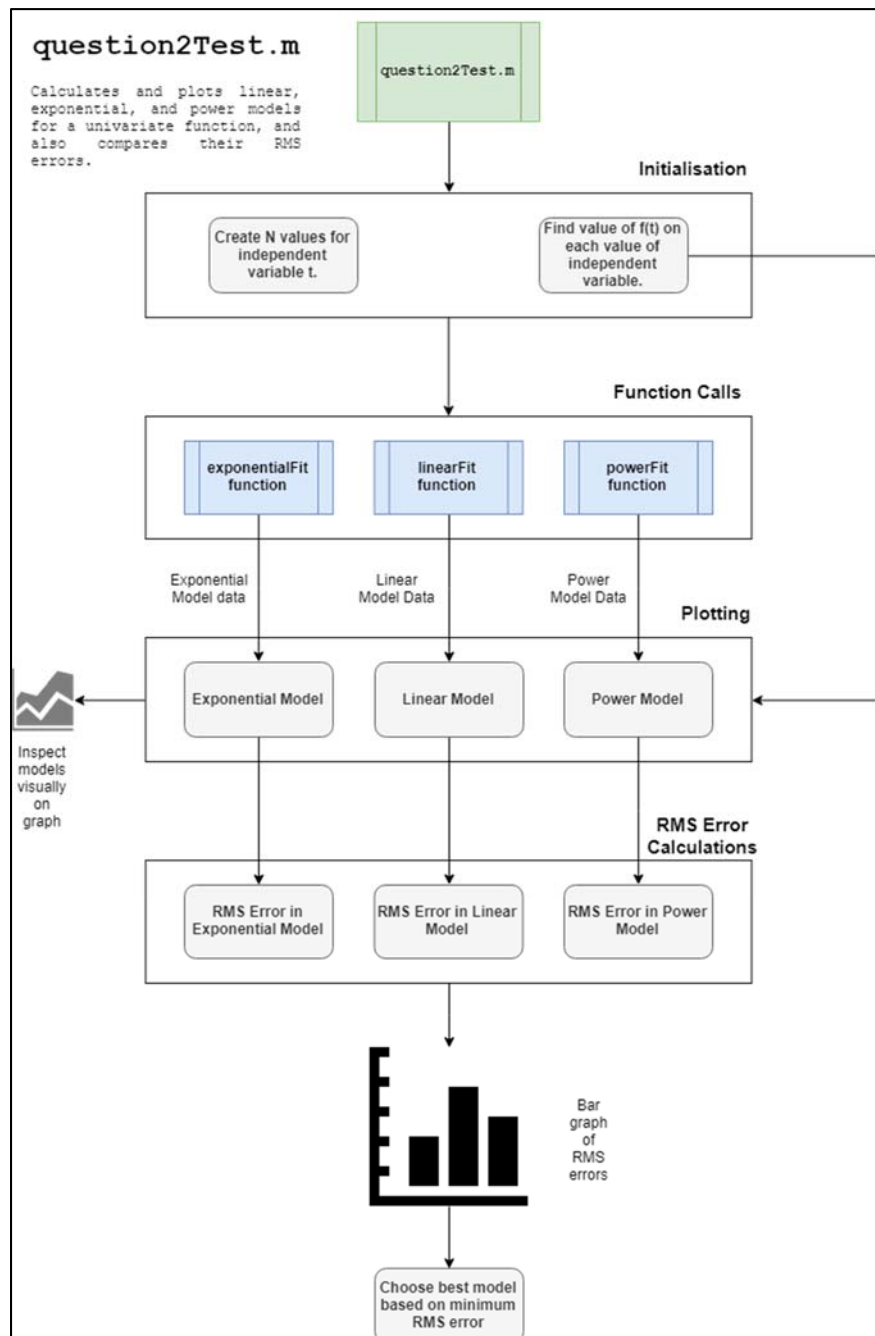 question2Test.m
Calculates and plots linear,
exponential, and power models
for a univariate function, and
also compares their RMS
errors.
question2Test.m
Initialisation
Create N values for
independent
variable t.
Find value of f(t) on
each value of
independent
variable.
Function Calls
exponentialFit
function
linearFit
function
powerFit
function
Exponential
Model data
Linear
Model Data
Power
Model Data
Plotting
Exponential Model
Linear Model
Power Model
Inspect
models
visually
on
graph
RMS Error
Calculations
RMS Error in
Exponential Model
RMS Error in Linear
Model
RMS Error in Power
Model
Bar
graph
of
RMS
errors
Choose best model
based on minimum
RMS error